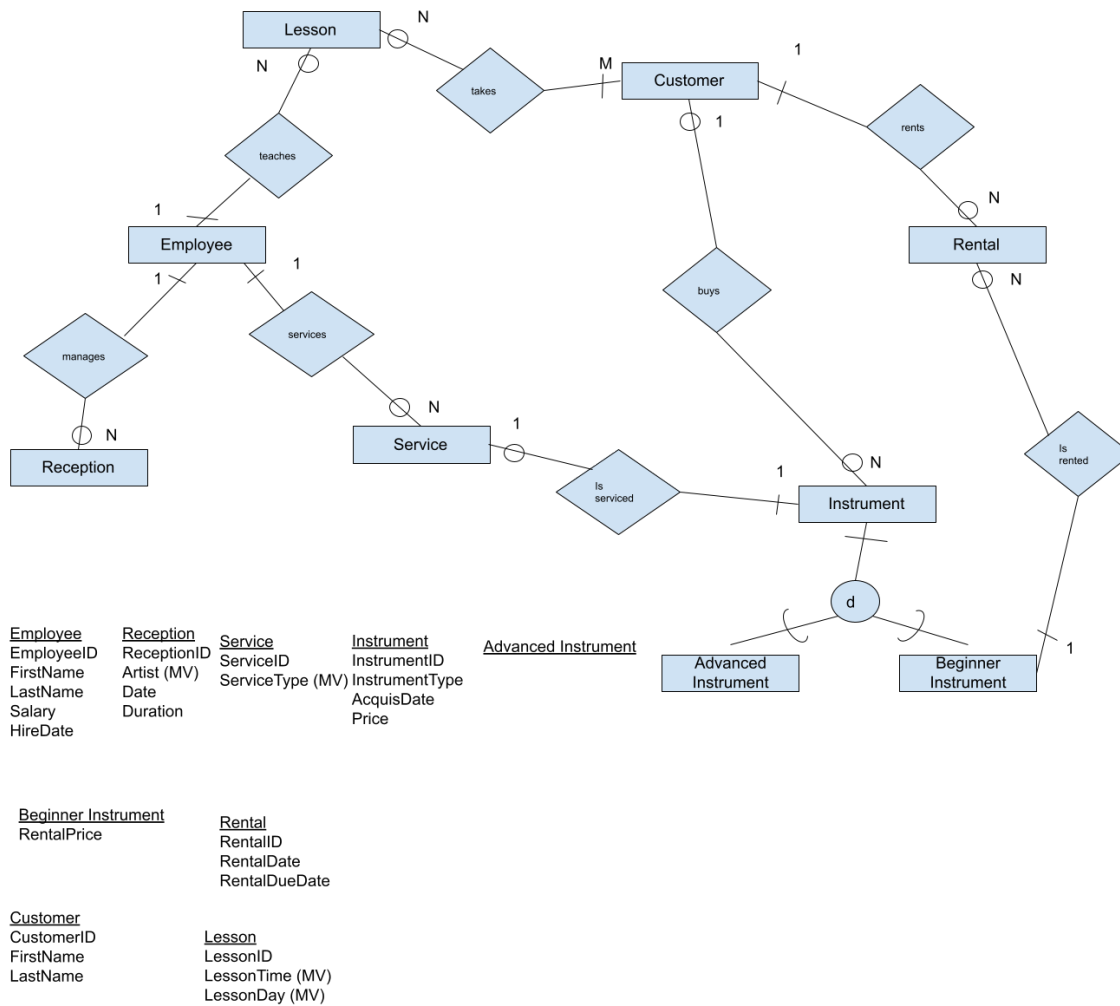 N
Lesson
N
takes
M
Customer
1
1
rents
teaches
1
N
Employee
1
1
Rental
N
buys
services
manages
N
N
1
Service
Reception
Is
rented
N
Is
serviced
1
Instrument
d
Advanced
Instrument
Beginner
Instrument
1
Employee
EmployeeID
FirstName
LastName
Salary
HireDate
Reception
ReceptionID
Artist (MV)
Date
Duration
Service
ServiceID
ServiceType (MV)
Instrument
InstrumentID
InstrumentType
AcquisDate
Price
Advanced Instrument
Beginner Instrument
RentalPrice
Rental
RentalID
RentalDate
RentalDueDate
Customer
CustomerID
FirstName
LastName
Lesson
LessonID
LessonTime (MV)
LessonDay (MV)